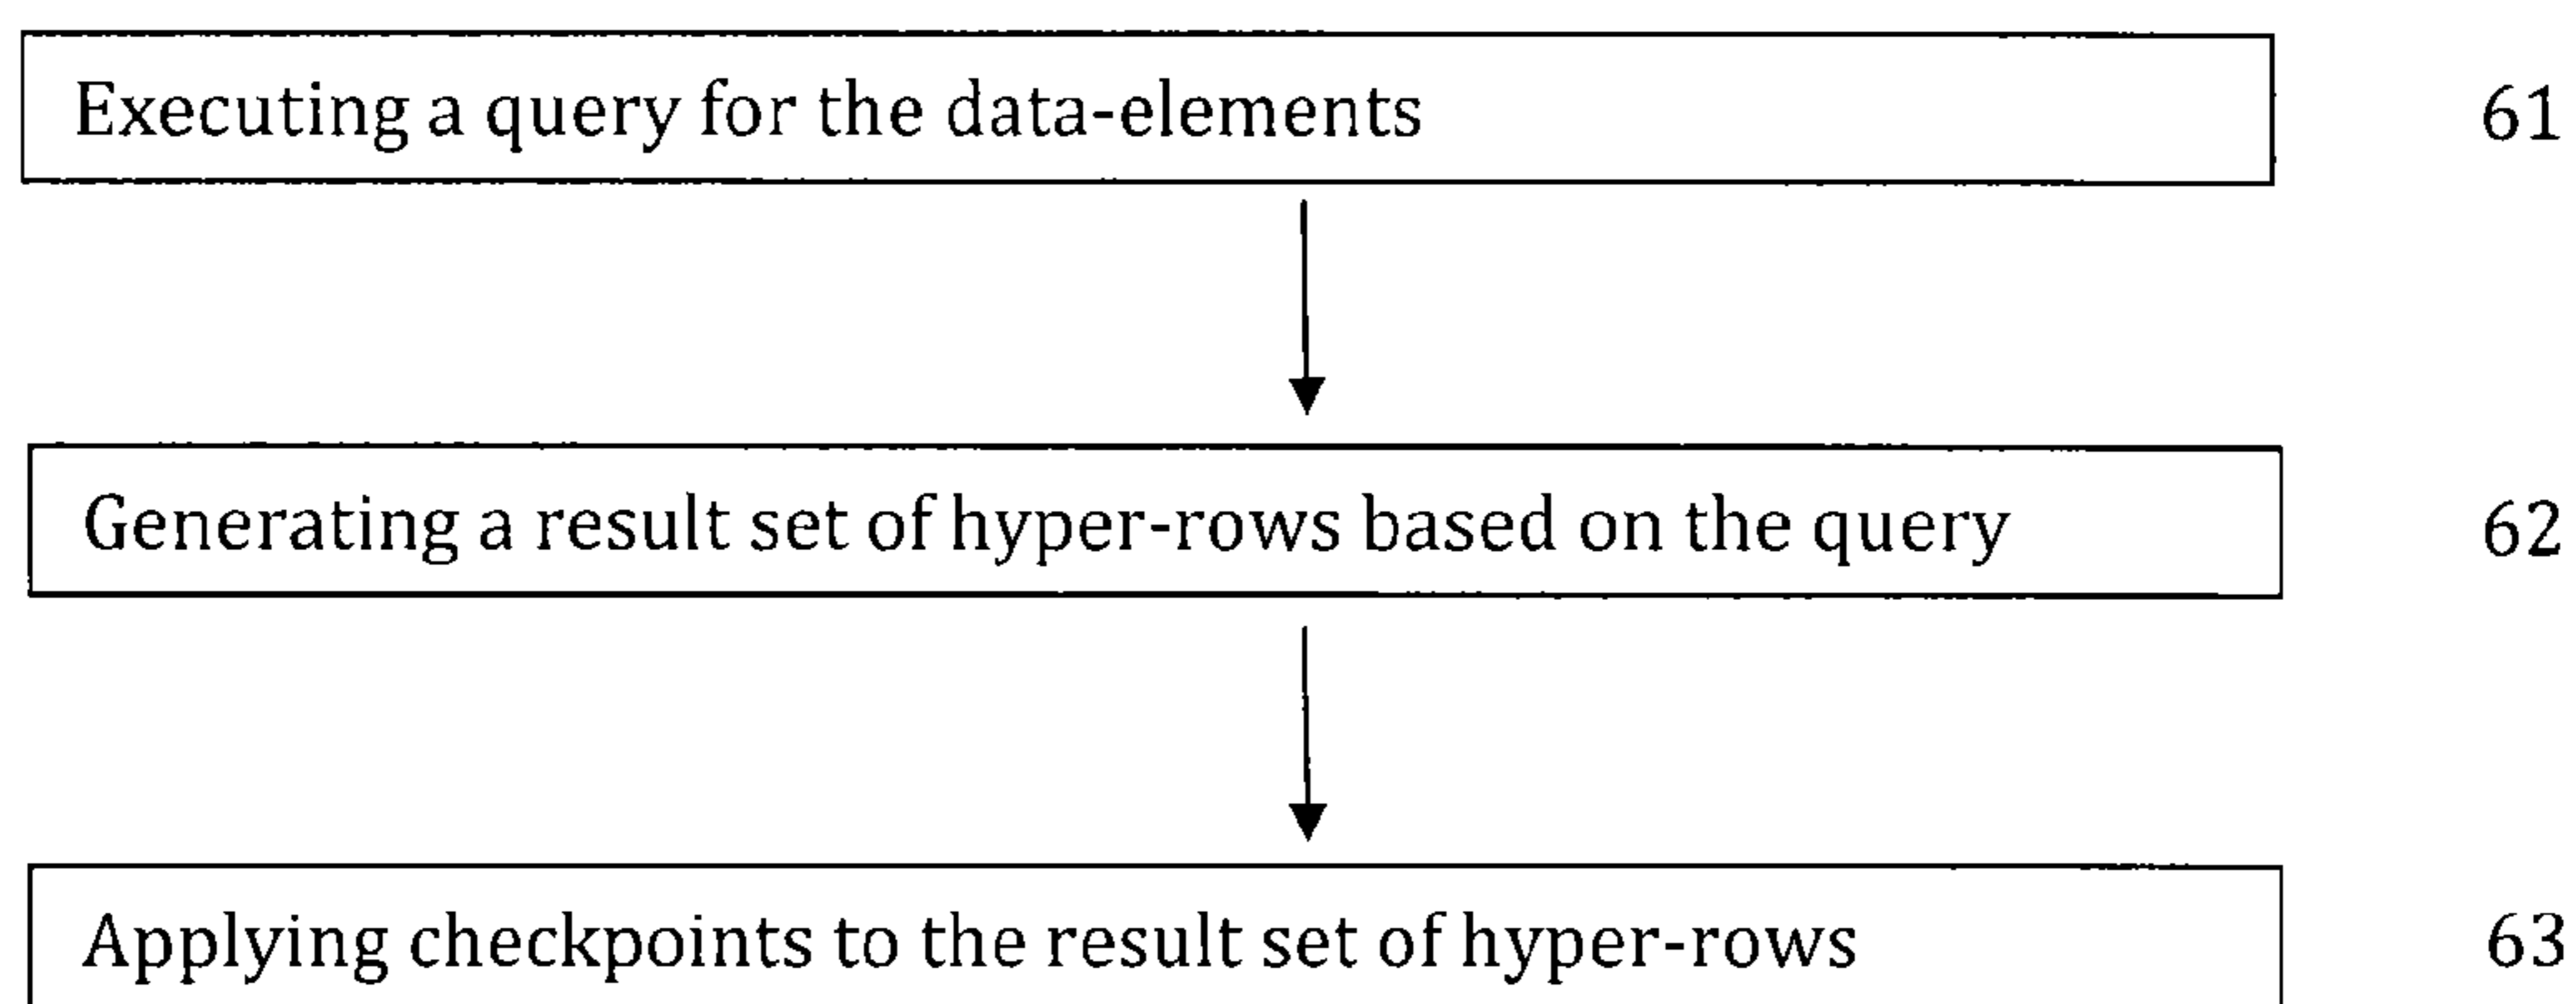 Executing a query for the data-elements 61
Generating a result set of hyper-rows based on the query 62
Applying checkpoints to the result set of hyper-rows 63